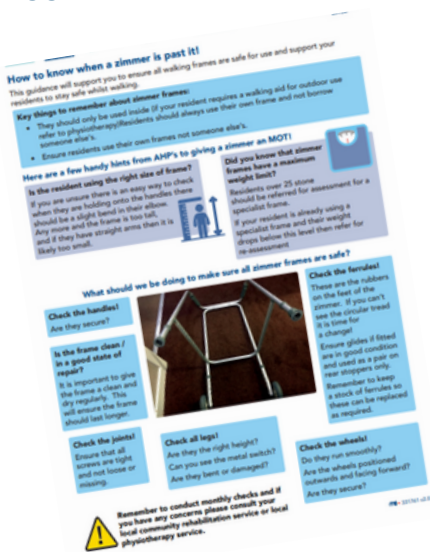 How to know when a zimmer is past it!
This guidance will support you to ensure all walking frames are safe for use and support your
residents to stay safe whilst walking.
Key things to remember about zimmer frames:
• They should only be used inside (if your resident requires a walking aid for outdoor use
refer to physiotherapy)Residents should always use their own frame and not borrow
someone else's.
• Ensure residents use their own frames not someone else's.
Here are a few handy hints from AHP's to giving a zimmer an MOT!
Is the resident using the right size of frame?
If you are unsure there is an easy way to check
when they are holding onto the handles there
should be a slight bend in their elbow.
Any more and the frame is too tall,
and if they have straight arms then it is
likely too small.
Did you know that zimmer
frames have a maximum
weight limit?
Residents over 25 stone
should be referred for assessment for a
specialist frame.
If your resident is already using a
specialist frame and their weight
drops below this level then refer for
re-assessment
What should we be doing to make sure all zimmer frames are safe?
Check the handles!
Are they secure?
Is the frame clean /
in a good state of
repair?
It is important to give
the frame a clean and
dry regularly. This
will ensure the frame
should last longer.
Check the ferrules!
These are the rubbers
on the feet of the
zimmer. If you can't
see the circular tread
it is time for
a change!
Ensure glides if fitted
are in good condition
and used as a pair on
rear stoppers only.
Remember to keep
a stock of ferrules so
these can be replaced
as required.
Check the joints!
Ensure that all
screws are tight
and not loose or
missing.
Check all legs!
Are they the right height?
Can you see the metal switch?
Are they bent or damaged?
Check the wheels!
Do they run smoothly?
Are the wheels positioned
outwards and facing forward?
Are they secure?
Remember to conduct monthly checks and if
you have any concerns please consult your
local community rehabilitation service or local
physiotherapy service.